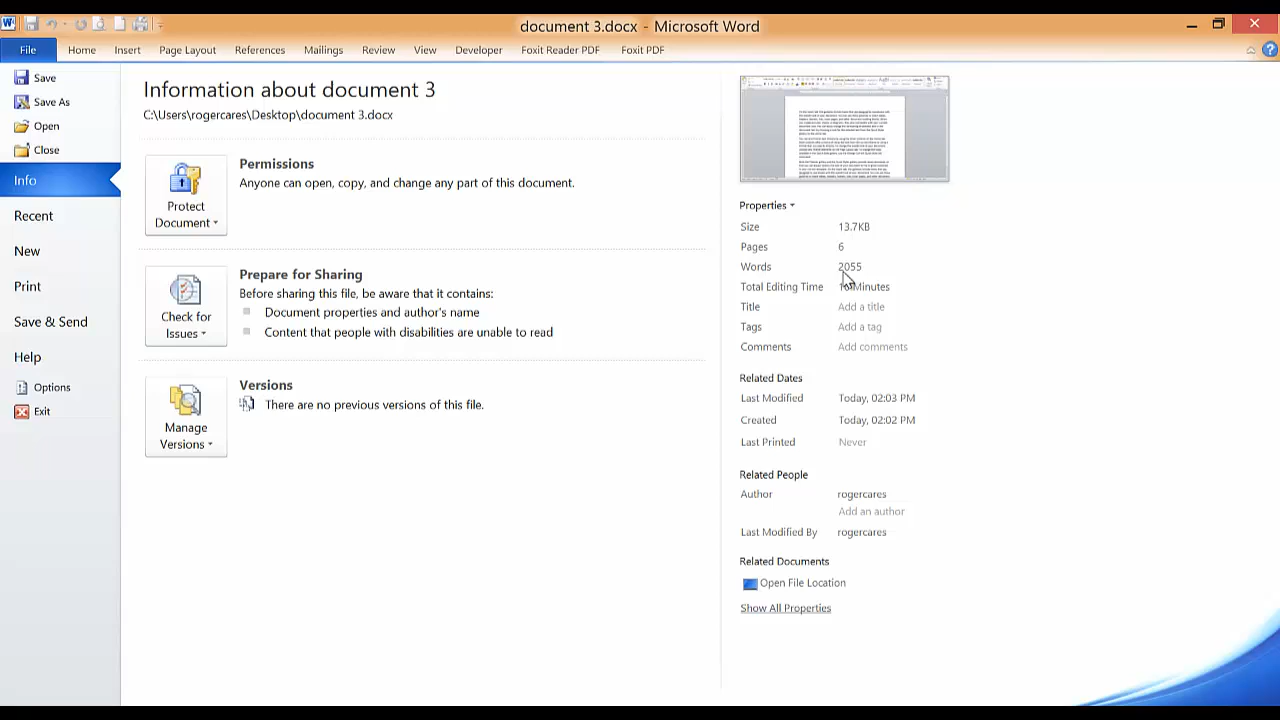 document 3.docx - Microsoft Word
File Home Insert Page Layout References Mailings Review View Developer Foxit Reader PDF Foxit PDF
Save
Save As
Open
Close
Info
Recent
New
Print
Save & Send
Help
Options
Exit
Information about document 3
rogercares\Desktop\document 3.docx
Protect
Document
Permissions
Anyone can open, copy, and change any part of this document.
Check for
Issues
Prepare for Sharing
Before sharing this file, be aware that it contains:
Document properties and author's name
Content that people with disabilities are unable to read
Manage
Versions
Versions
There are no previous versions of this file.
Properties
Size 13.7KB
Pages 6
Words 2055
Total Editing Time Minutes
Title Add a title
Tags Add a tag
Comments Add comments
Related Dates
Last Modified Today, 02:03 PM
Created Today, 02:02 PM
Last Printed Never
Related People
Author rogercares
Add an author
Last Modified By rogercares
Related Documents
Open File Location
Show All Properties